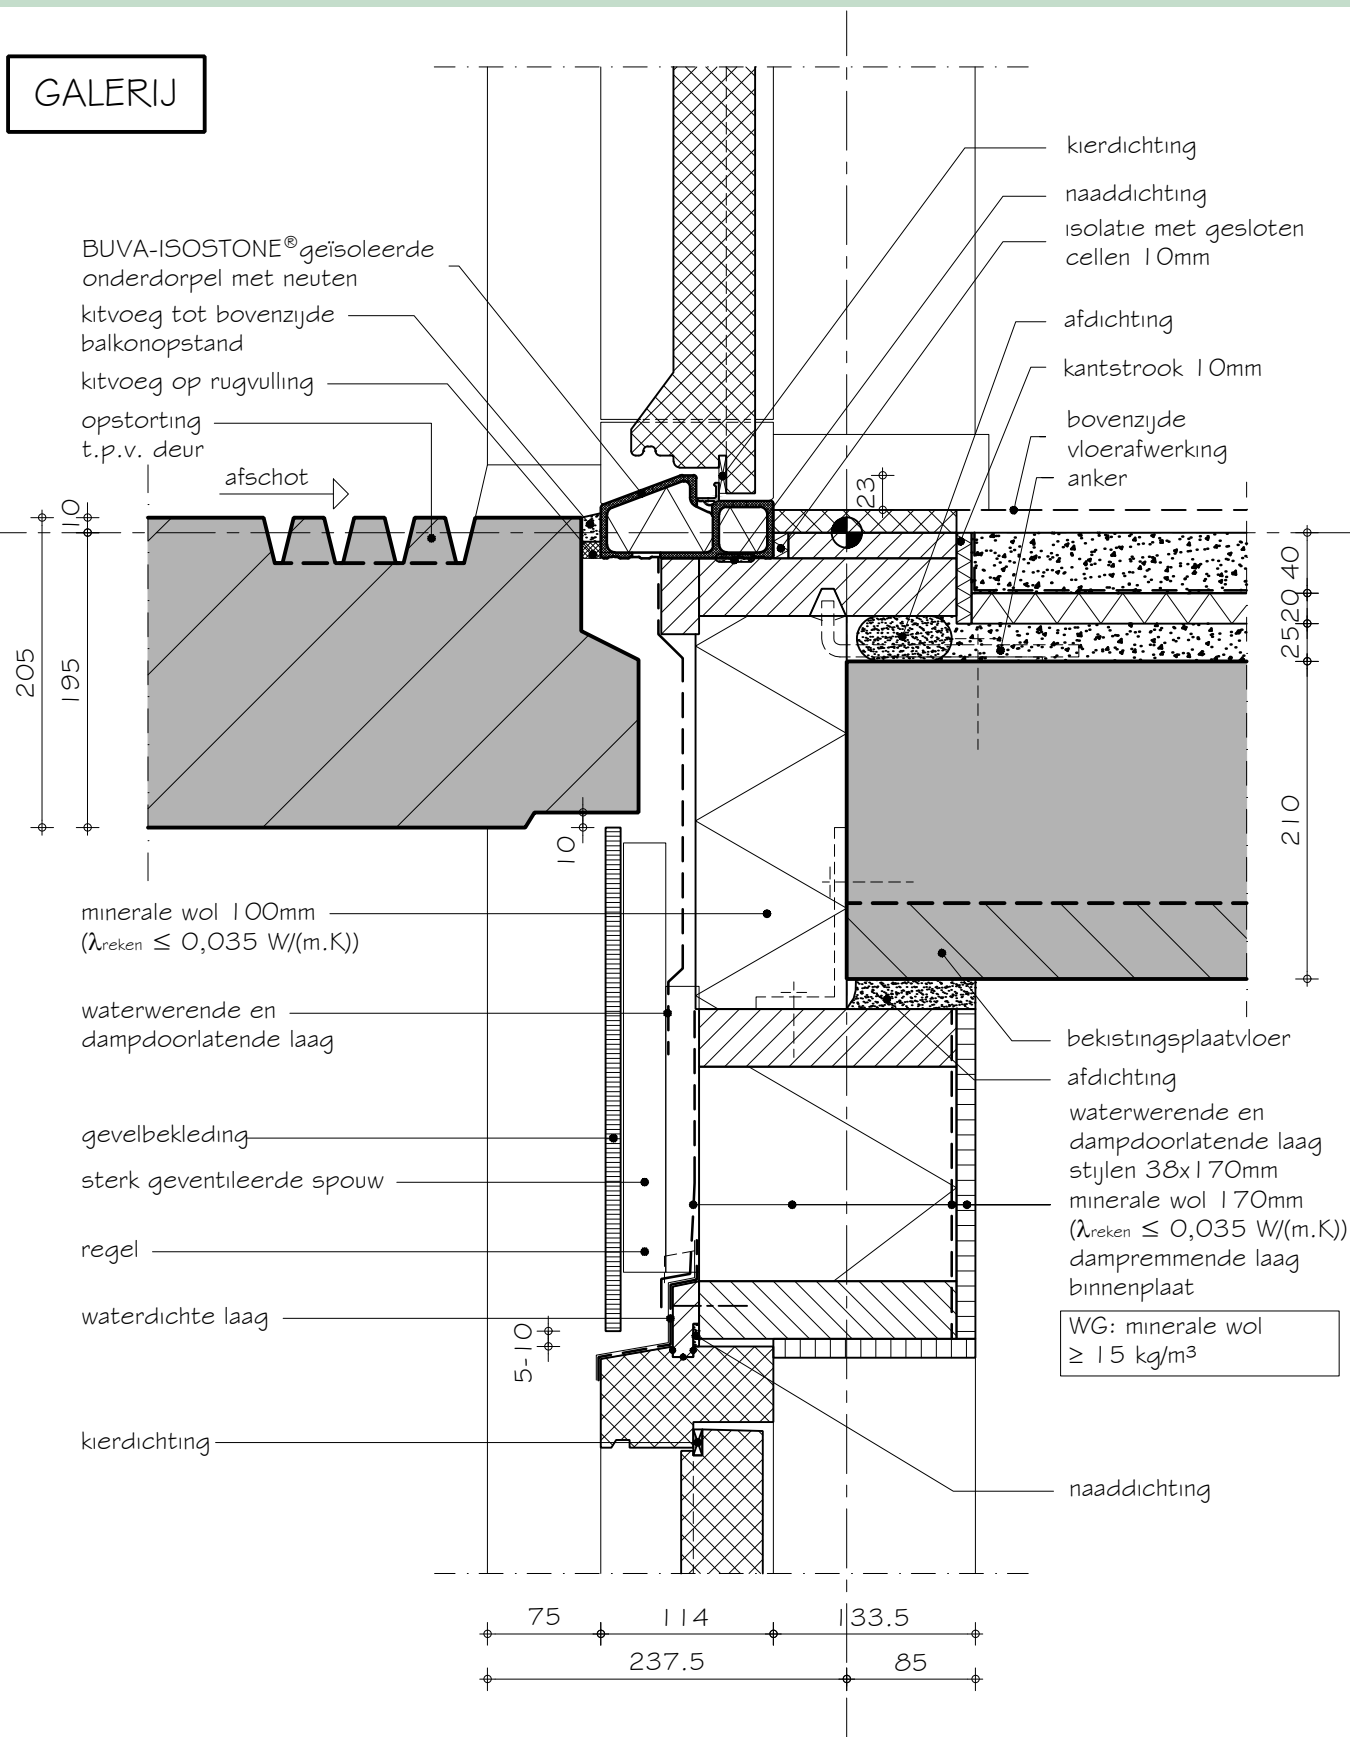 GALERIJ
BUVA-ISOSTONE® geïsoleerde
onderdorpel met neuten
kitvoeg tot bovenzijde
balkonopstand
kitvoeg op rugvulling
opstorting
t.p.v. deur
afschot
kierdichting
naaddichting
isolatie met gesloten
cellen 10mm
afdichting
kantstrook 10mm
bovenzijde
vloerafwerking
anker
23
10
205
195
10
40
20
25
210
minerale wol 100mm
(λreken ≤ 0,035 W/(m.K))
waterwerende en
dampdoorlatende laag
gevelbekleding
sterk geventileerde spouw
regel
waterdichte laag
5-10
kierdichting
bekistingsplaatvloer
afdichting
waterwerende en
dampdoorlatende laag
stijlen 38x170mm
minerale wol 170mm
(λreken ≤ 0,035 W/(m.K))
dampremmende laag
binnenplaat
WG: minerale wol
≥ 15 kg/m³
naaddichting
75 114 133.5
237.5 85